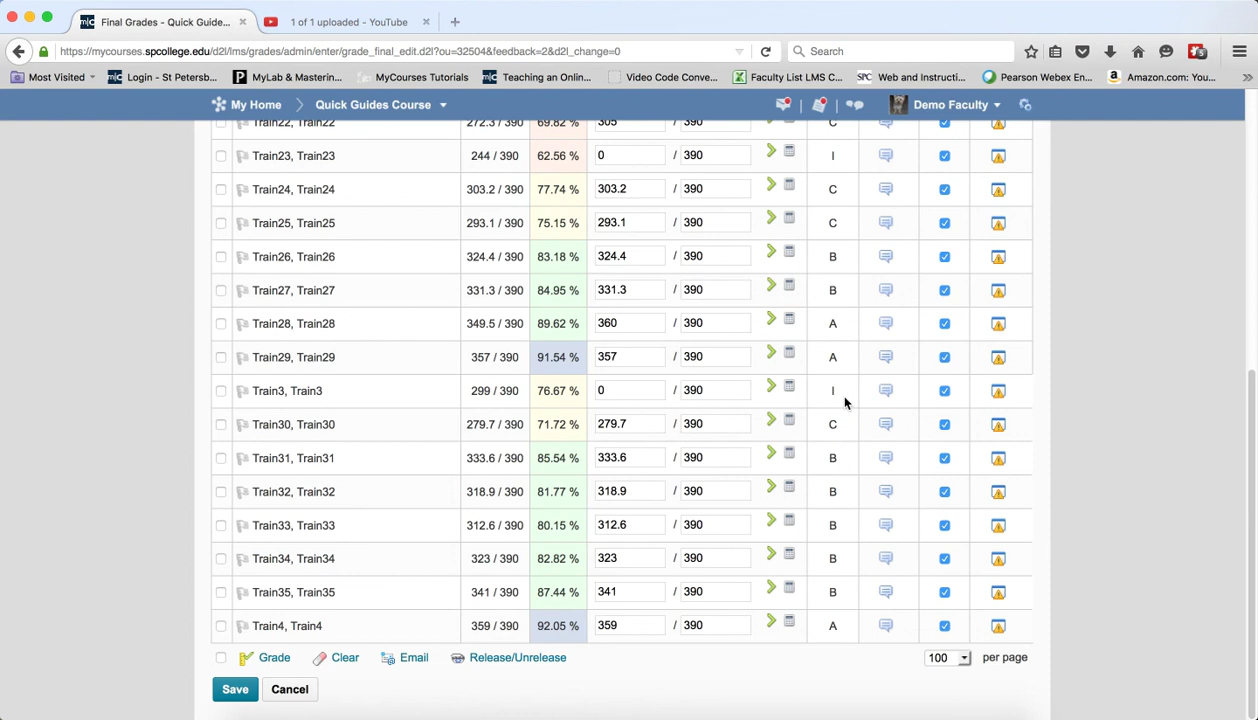 Final Grades - Quick Guide... × 1 of 1 uploaded - YouTube × +
https://mycourses.spcollege.edu/d2l/lms/grades/admin/enter/grade_final_edit.d2l?ou=32504&feedback=2&d2l_change=0 Search
Most Visited Login - St Petersb... MyLab & Masterin... MyCourses Tutorials Teaching an Online... Video Code Conve... Faculty List LMS C... SPC Web and Instructi... Pearson Webex En... Amazon.com: You... »
My Home Quick Guides Course Demo Faculty
Train22, Train22 272.3 / 390 69.82 % 305 / 390 C
Train23, Train23 244 / 390 62.56 % 0 / 390 I
Train24, Train24 303.2 / 390 77.74 % 303.2 / 390 C
Train25, Train25 293.1 / 390 75.15 % 293.1 / 390 C
Train26, Train26 324.4 / 390 83.18 % 324.4 / 390 B
Train27, Train27 331.3 / 390 84.95 % 331.3 / 390 B
Train28, Train28 349.5 / 390 89.62 % 360 / 390 A
Train29, Train29 357 / 390 91.54 % 357 / 390 A
Train3, Train3 299 / 390 76.67 % 0 / 390 I
Train30, Train30 279.7 / 390 71.72 % 279.7 / 390 C
Train31, Train31 333.6 / 390 85.54 % 333.6 / 390 B
Train32, Train32 318.9 / 390 81.77 % 318.9 / 390 B
Train33, Train33 312.6 / 390 80.15 % 312.6 / 390 B
Train34, Train34 323 / 390 82.82 % 323 / 390 B
Train35, Train35 341 / 390 87.44 % 341 / 390 B
Train4, Train4 359 / 390 92.05 % 359 / 390 A
Grade Clear Email Release/Unrelease 100 per page
Save Cancel